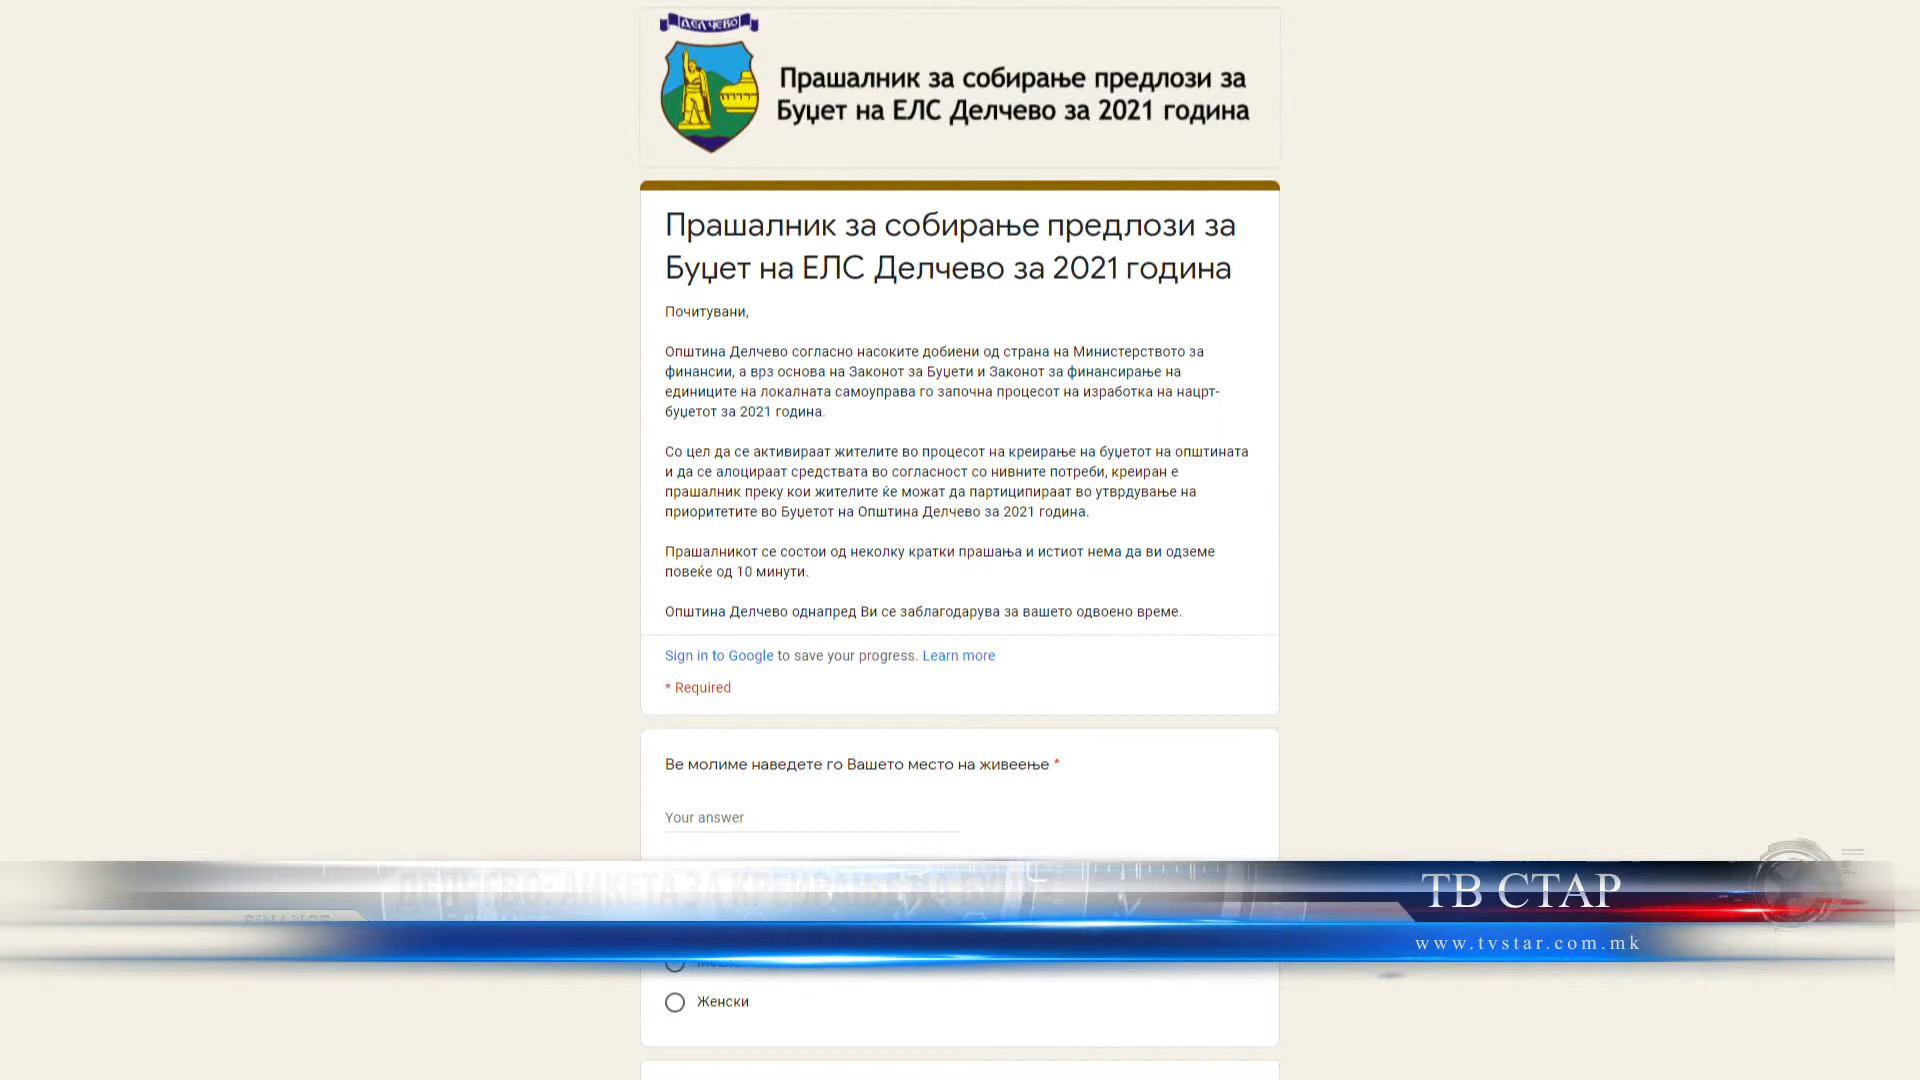 ДЕЛЧЕВО
Прашалник за собирање предлози за
Буџет на ЕЛС Делчево за 2021 година
Прашалник за собирање предлози за
Буџет на ЕЛС Делчево за 2021 година
Почитувани,
Општина Делчево согласно насоките добиени од страна на Министерството за
финансии, а врз основа на Законот за Буџети и Законот за финансирање на
единиците на локалната самоуправа го започна процесот на изработка на нацрт-
буџетот за 2021 година.
Со цел да се активираат жителите во процесот на креирање на буџетот на општината
и да се алоцираат средствата во согласност со нивните потреби, креиран е
прашалник преку кои жителите ќе можат да партиципираат во утврдување на
приоритетите во Буџетот на Општина Делчево за 2021 година.
Прашалникот се состои од неколку кратки прашања и истиот нема да ви одземе
повеќе од 10 минути.
Општина Делчево однапред Ви се заблагодарува за вашето одвоено време.
Sign in to Google to save your progress. Learn more
* Required
Ве молиме наведете го Вашето место на живеење *
Your answer
ДЕЛЧЕВО: АНКЕТА ЗА
ТВ СТАР
www.tvstar.com.mk
Женски